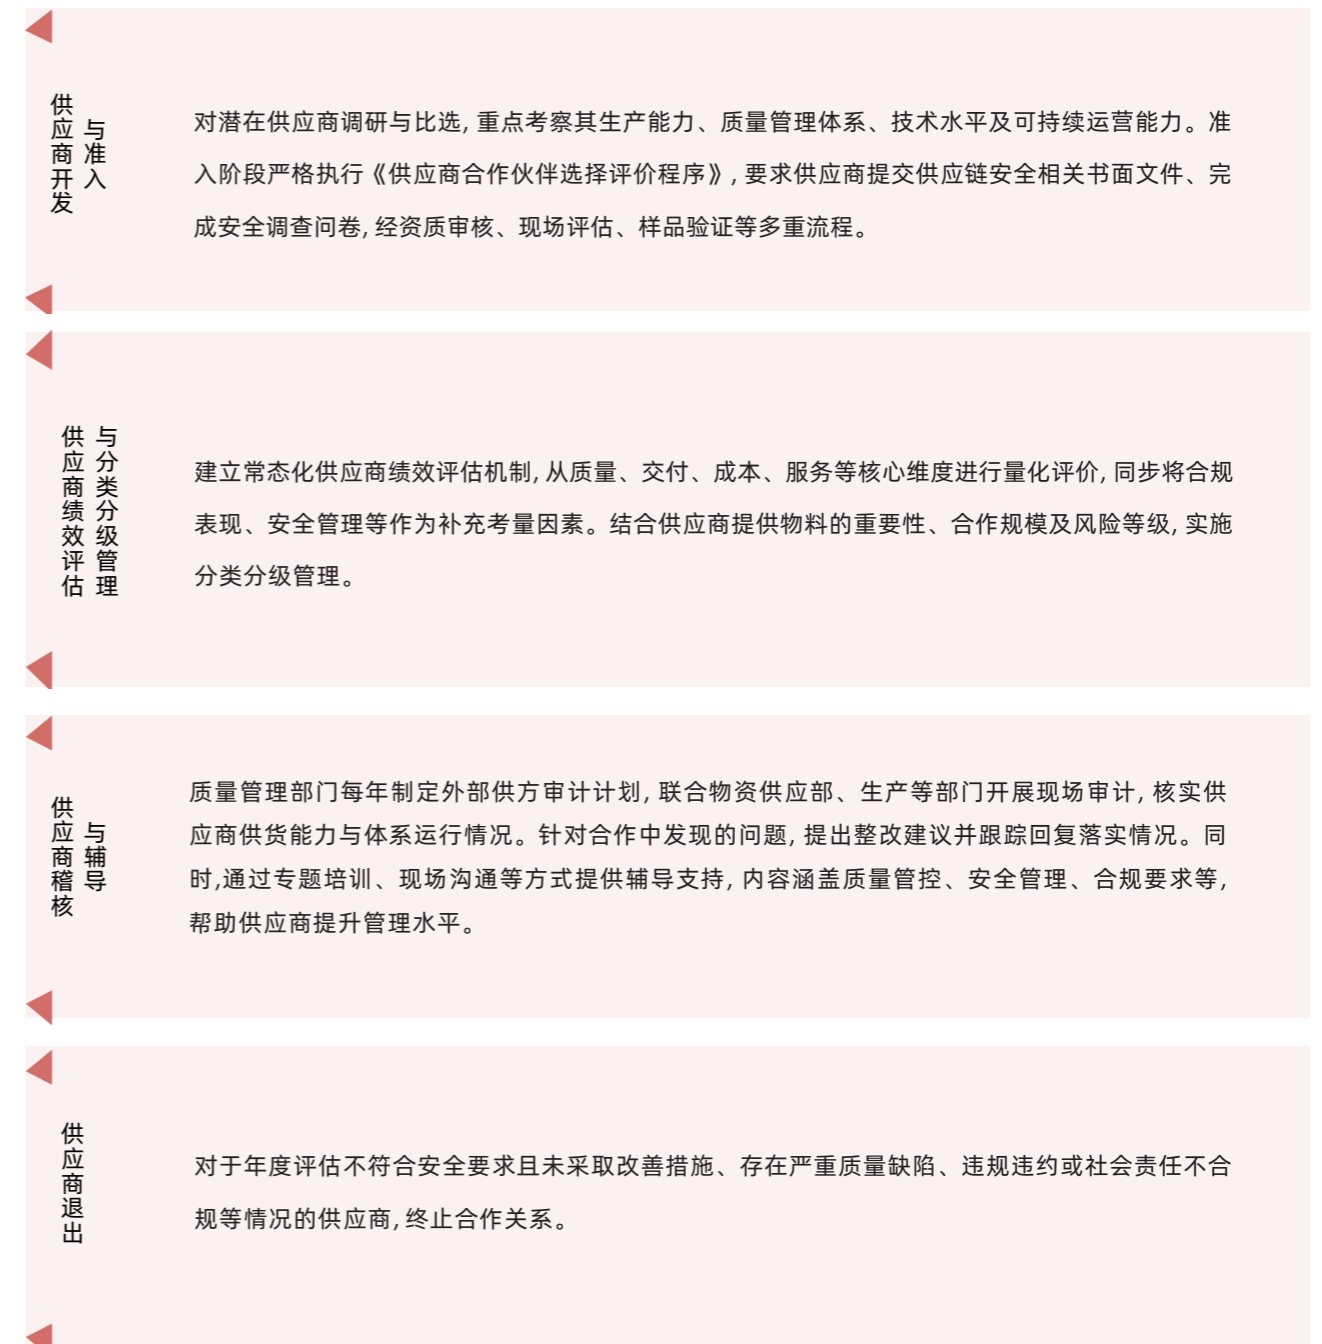 供应商开发
与准入
对潜在供应商调研与比选, 重点考察其生产能力、质量管理体系、技术水平及可持续运营能力。准
入阶段严格执行《供应商合作伙伴选择评价程序》, 要求供应商提交供应链安全相关书面文件、完
成安全调查问卷, 经资质审核、现场评估、样品验证等多重流程。
供应商绩效评估
与分类分级管理
建立常态化供应商绩效评估机制, 从质量、交付、成本、服务等核心维度进行量化评价, 同步将合规
表现、安全管理等作为补充考量因素。结合供应商提供物料的重要性、合作规模及风险等级, 实施
分类分级管理。
供应商稽核
与辅导
质量管理部门每年制定外部供方审计计划, 联合物资供应部、生产等部门开展现场审计, 核实供
应商供货能力与体系运行情况。针对合作中发现的问题, 提出整改建议并跟踪回复落实情况。同
时,通过专题培训、现场沟通等方式提供辅导支持, 内容涵盖质量管控、安全管理、合规要求等,
帮助供应商提升管理水平。
供应商退出
对于年度评估不符合安全要求且未采取改善措施、存在严重质量缺陷、违规违约或社会责任不合
规等情况的供应商, 终止合作关系。